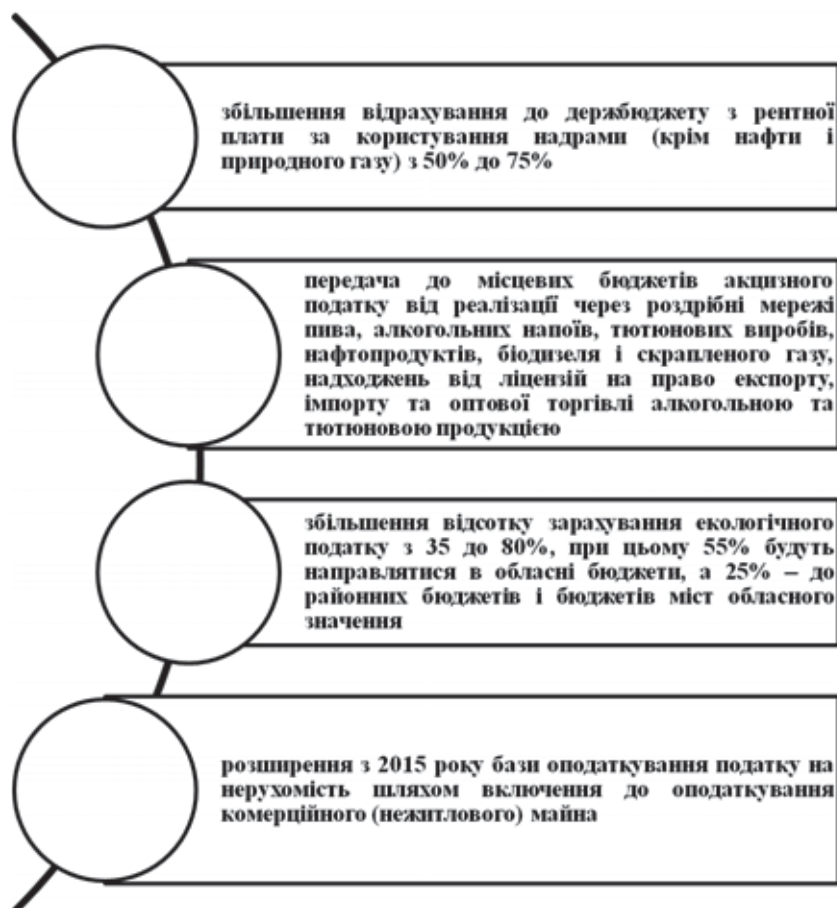 збільшення відрахування до держбюджету з рентної
плати за користування надрами (крім нафти і
природного газу) з 50% до 75%
передача до місцевих бюджетів акцизного
податку від реалізації через роздрібні мережі
пива, алкогольних напоїв, тютюнових виробів,
нафтопродуктів, біодизеля і скрапленого газу,
надходжень від ліцензій на право експорту,
імпорту та оптової торгівлі алкогольною та
тютюновою продукцією
збільшення відсотку зарахування екологічного
податку з 35 до 80%, при цьому 55% будуть
направлятися в обласні бюджети, а 25% – до
районних бюджетів і бюджетів міст обласного
значення
розширення з 2015 року бази оподаткування податку на
нерухомість шляхом включення до оподаткування
комерційного (нежитлового) майна